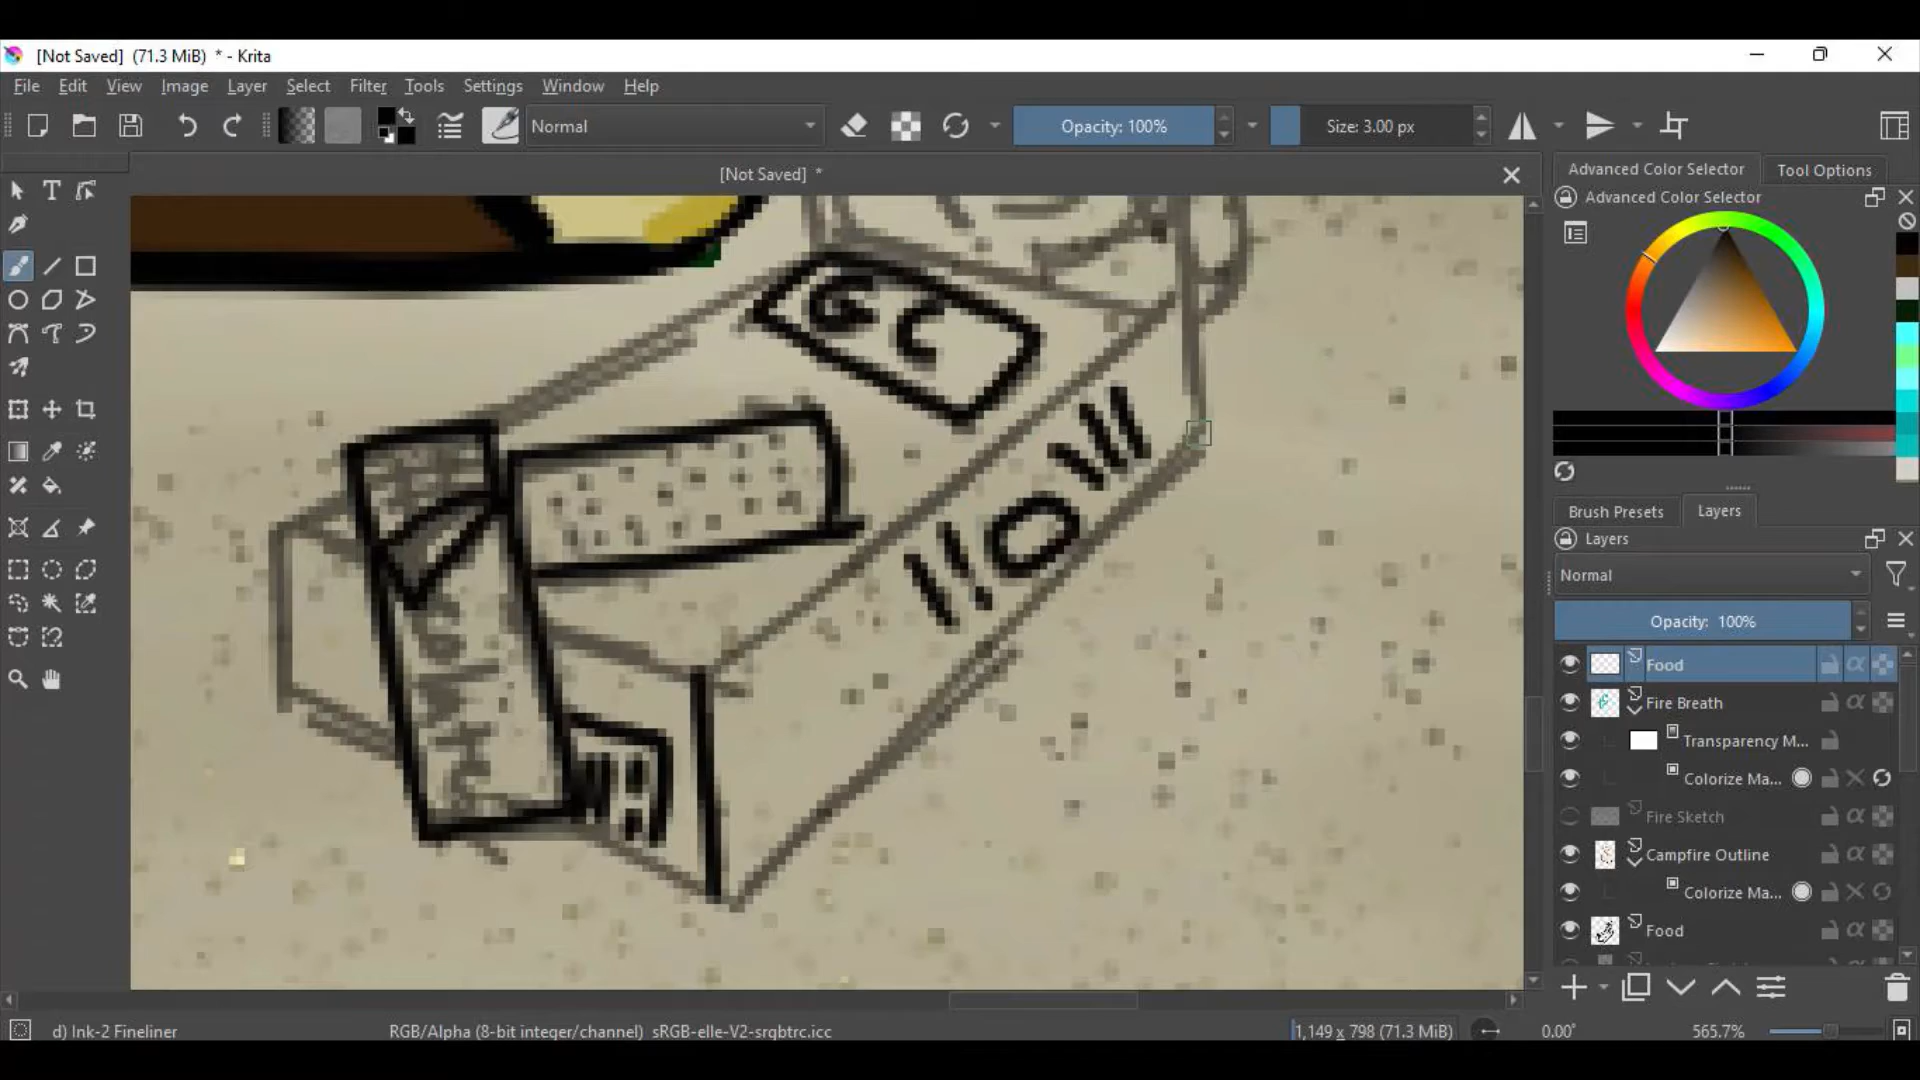 [Not Saved] (71.3 MiB) * - Krita
File Edit View Image Layer Select Filter Tools Settings Window Help
Normal
Opacity: 100%
Size: 3.00 px
[Not Saved] *
Advanced Color Selector
Tool Options
Advanced Color Selector
Brush Presets
Layers
Layers
Normal
Opacity: 100%
Food
Fire Breath
Transparency M...
Colorize Ma...
Fire Sketch
Campfire Outline
Colorize Ma...
Food
d) Ink-2 Fineliner
RGB/Alpha (8-bit integer/channel) sRGB-elle-V2-srgbtrc.icc
1,149 x 798 (71.3 MiB)
0.00°
565.7%